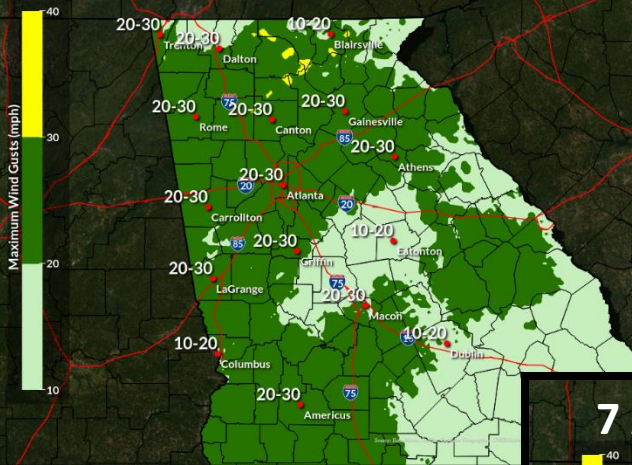 40
20-30
10-20
Trenton
20-30
Dalton
Blairsville
20-30
75
20-30
20-30
Rome
Canton
Gainesville
85
30
20-30
Athens
Maximum Wind Gusts (mph)
20
20-30
20-30
Atlanta
20
Carrollton
10-20
85
20-30
Eatonton
20
Griffin
20-30
75
LaGrange
20-30
Macon
16
10-20
10-20
Dublin
Columbus
10
20-30
75
Americus
7
40